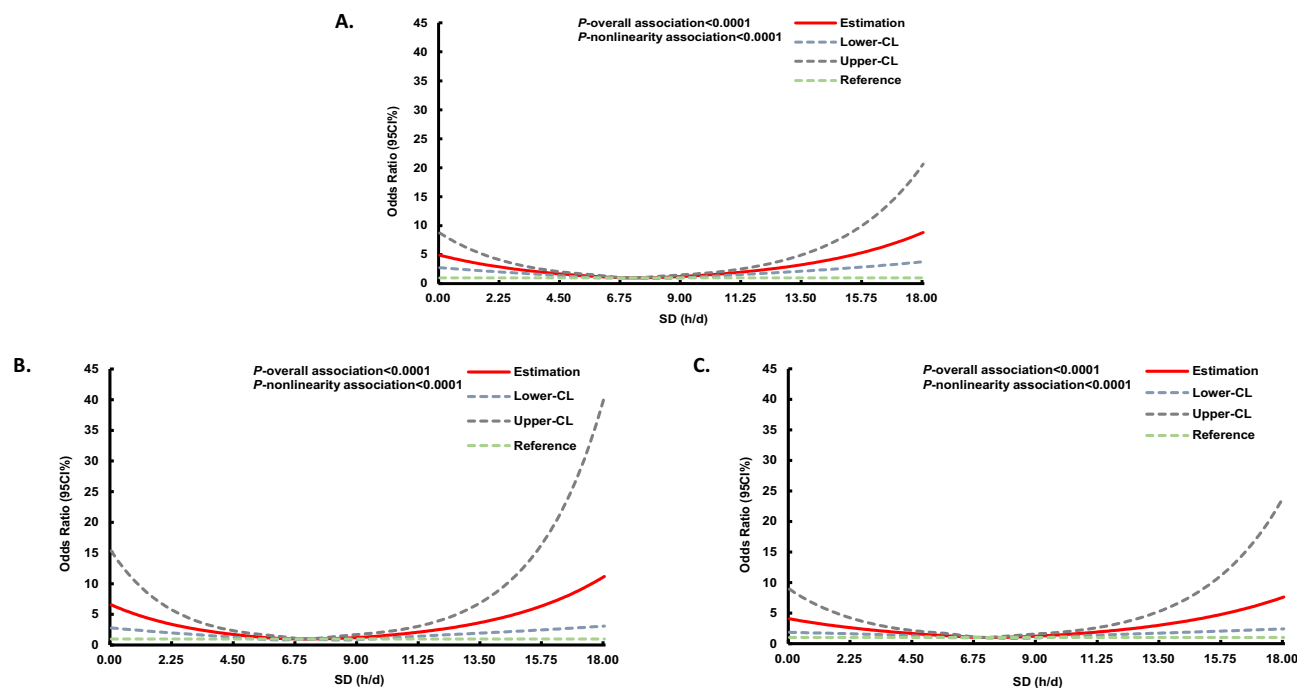 A.
P-overall association<0.0001
P-nonlinearity association<0.0001
Estimation
Lower-CL
Upper-CL
Reference
Odds Ratio (95CI%)
45
40
35
30
25
20
15
10
5
0
0.00 2.25 4.50 6.75 9.00 11.25 13.50 15.75 18.00
SD (h/d)
B.
P-overall association<0.0001
P-nonlinearity association<0.0001
Estimation
Lower-CL
Upper-CL
Reference
Odds Ratio (95CI%)
45
40
35
30
25
20
15
10
5
0
0.00 2.25 4.50 6.75 9.00 11.25 13.50 15.75 18.00
SD (h/d)
C.
P-overall association<0.0001
P-nonlinearity association<0.0001
Estimation
Lower-CL
Upper-CL
Reference
Odds Ratio (95CI%)
45
40
35
30
25
20
15
10
5
0
0.00 2.25 4.50 6.75 9.00 11.25 13.50 15.75 18.00
SD (h/d)